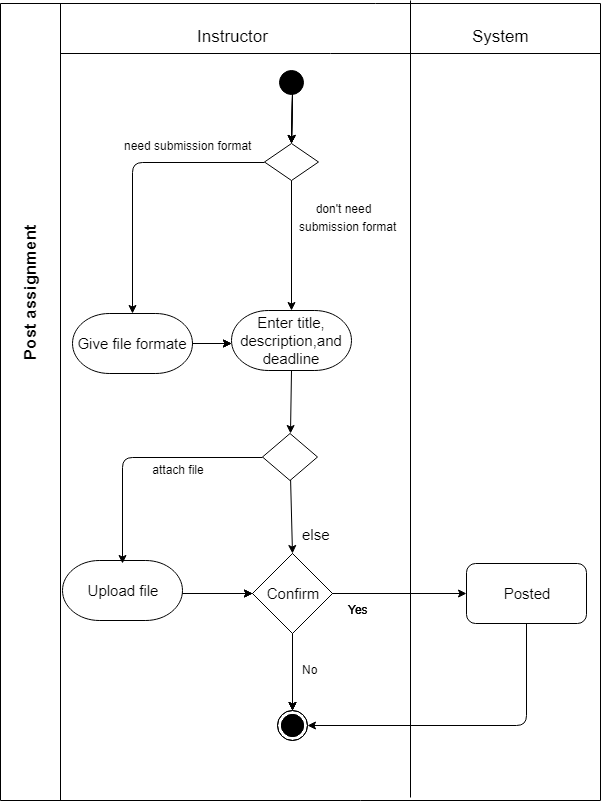 Instructor
System
Post assignment
need submission format
don't need
submission format
Give file formate
Enter title,
description,and
deadline
attach file
else
Upload file
Confirm
Yes
Posted
No